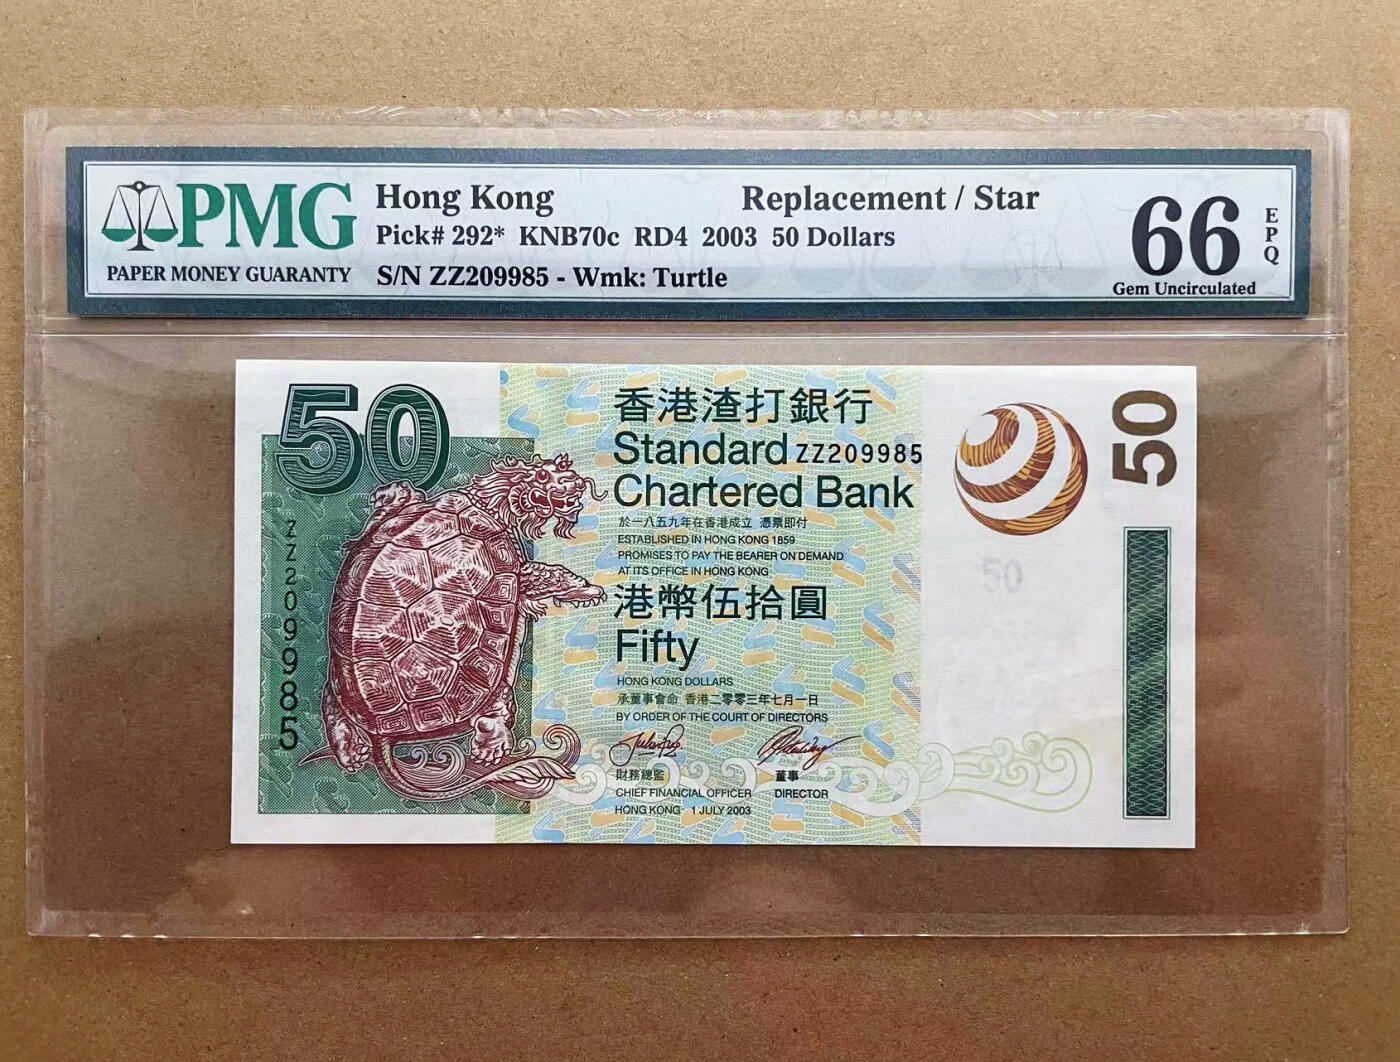 PMG
PAPER MONEY GUARANTY
Hong Kong Replacement / Star
Pick# 292* KNB70c RD4 2003 50 Dollars
S/N ZZ209985 - Wmk: Turtle
66
EPQ
Gem Uncirculated
50
ZZ209985
香港渣打銀行
Standard ZZ209985
Chartered Bank
於一八五九年在香港成立 憑票即付
ESTABLISHED IN HONG KONG 1859
PROMISES TO PAY THE BEARER ON DEMAND
AT ITS OFFICE IN HONG KONG
港幣伍拾圓
Fifty
HONG KONG DOLLARS
承董事會命 香港二零零三年七月一日
BY ORDER OF THE COURT OF DIRECTORS
財務總監 董事
CHIEF FINANCIAL OFFICER DIRECTOR
HONG KONG 1 JULY 2003
50
50